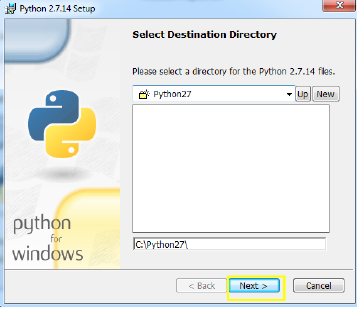 Python 2.7.14 Setup
Select Destination Directory
Please select a directory for the Python 2.7.14 files.
Python27
Up
New
C:\Python27\
python
for
windows
< Back
Next >
Cancel